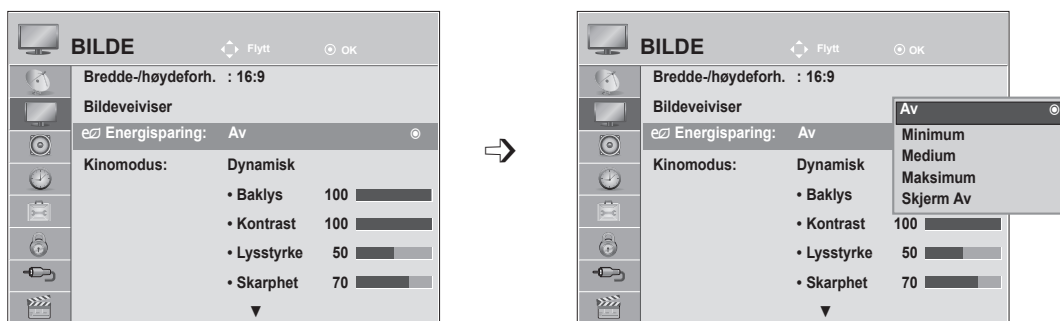 BILDE Flytt OK
Bredde-/høydeforh. : 16:9
Bildeveiviser
Energisparing: Av
Kinomodus: Dynamisk
• Baklys 100
• Kontrast 100
• Lysstyrke 50
• Skarphet 70
BILDE Flytt OK
Bredde-/høydeforh. : 16:9
Bildeveiviser
Energisparing: Av
Kinomodus: Dynamisk
• Baklys
• Kontrast 100
• Lysstyrke 50
• Skarphet 70
Av
Minimum
Medium
Maksimum
Skjerm Av